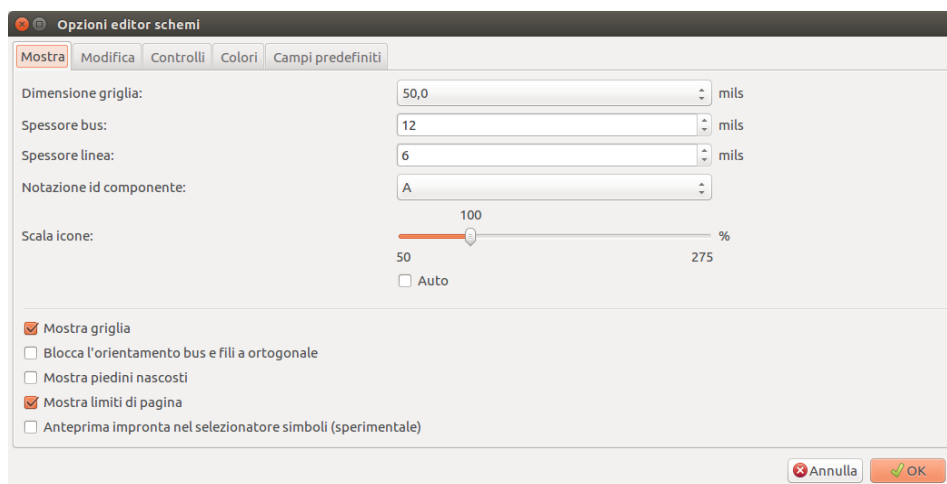 Opzioni editor schemi
Mostra Modifica Controlli Colori Campi predefiniti
Dimensione griglia: 50,0 mils
Spessore bus: 12 mils
Spessore linea: 6 mils
Notazione id componente: A
100
Scala icone: %
50 275
Auto
Mostra griglia
Blocca l'orientamento bus e fili a ortogonale
Mostra piedini nascosti
Mostra limiti di pagina
Anteprima impronta nel selezionatore simboli (sperimentale)
Annulla OK